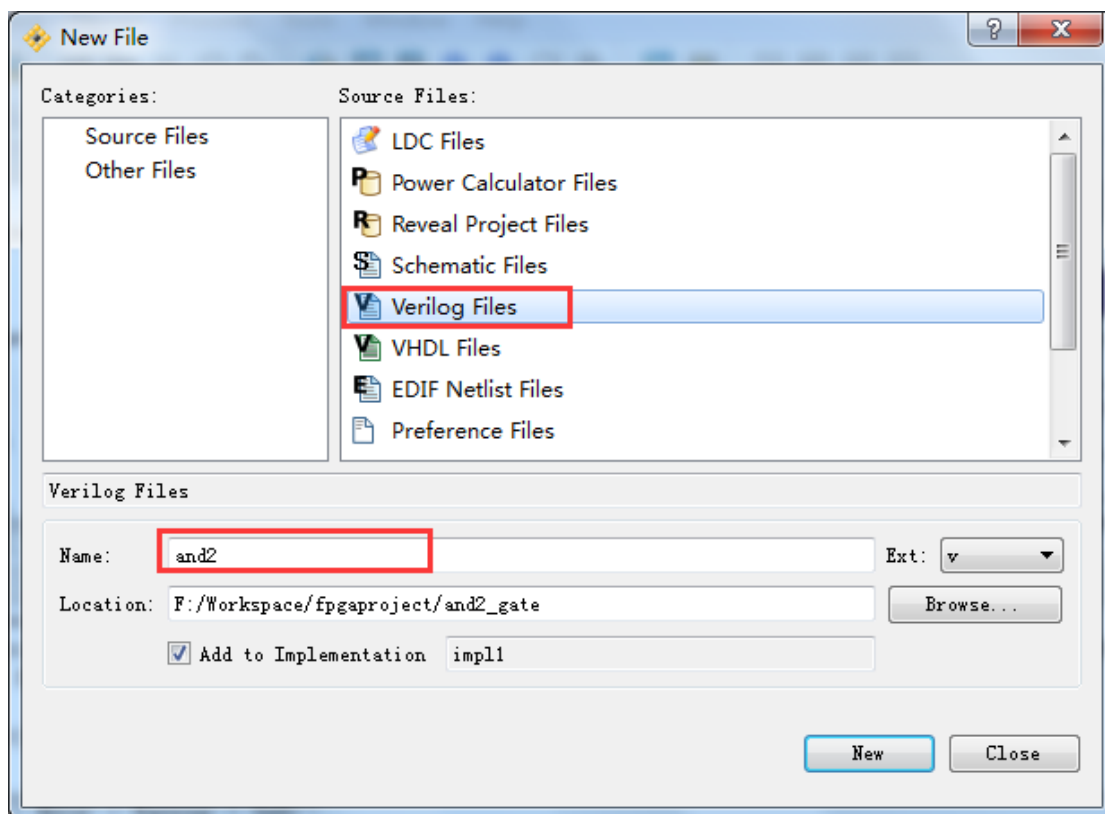 New File
Categories:
Source Files:
Source Files
Other Files
LDC Files
Power Calculator Files
Reveal Project Files
Schematic Files
Verilog Files
VHDL Files
EDIF Netlist Files
Preference Files
Verilog Files
Name: and2 Ext: v
Location: F:/Workspace/fpgaproject/and2_gate Browse...
Add to Implementation impl1
New Close